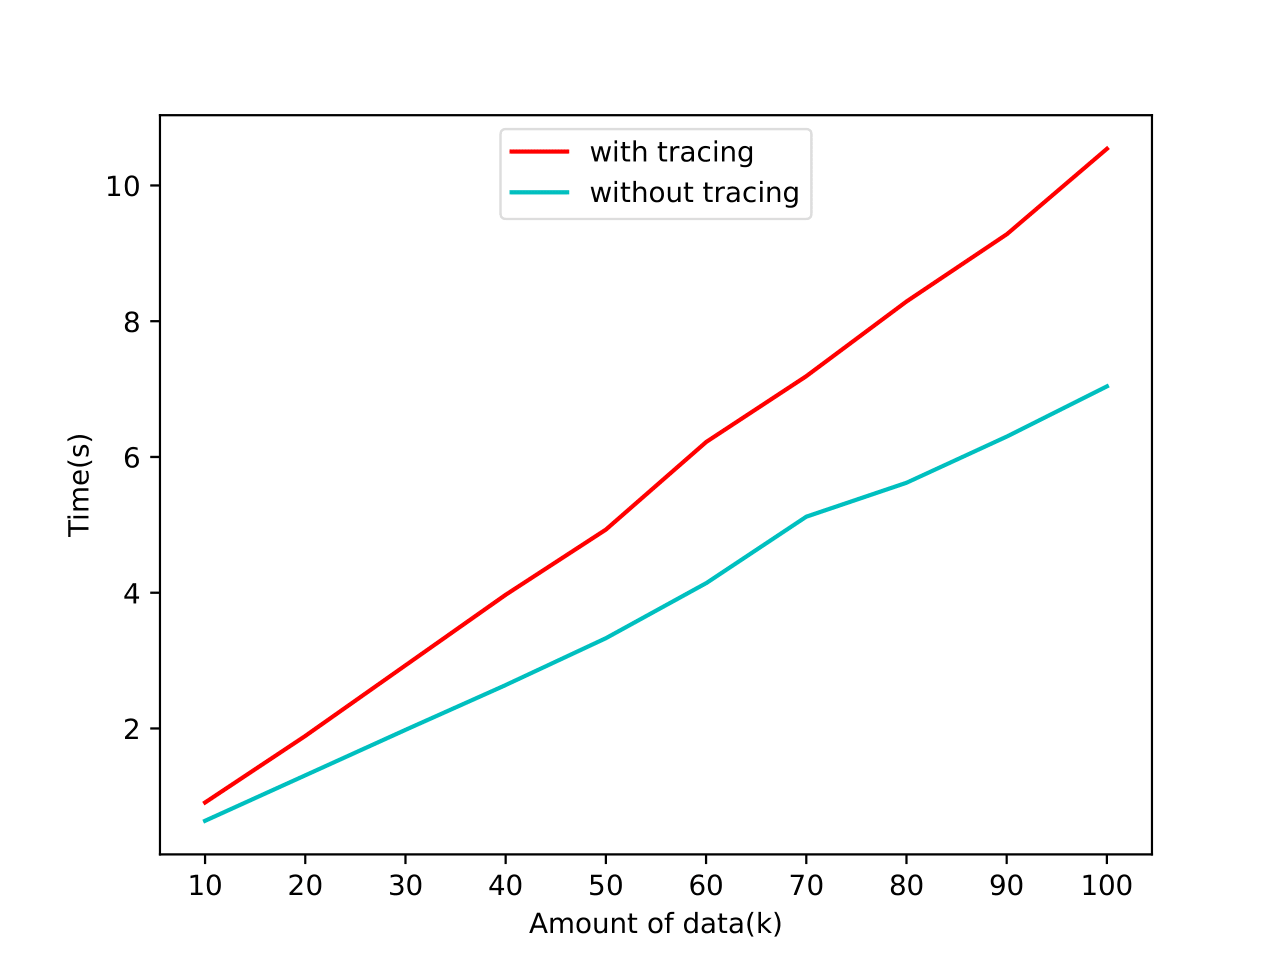 with tracing
without tracing
10
8
6
4
2
Time(s)
10 20 30 40 50 60 70 80 90 100
Amount of data(k)